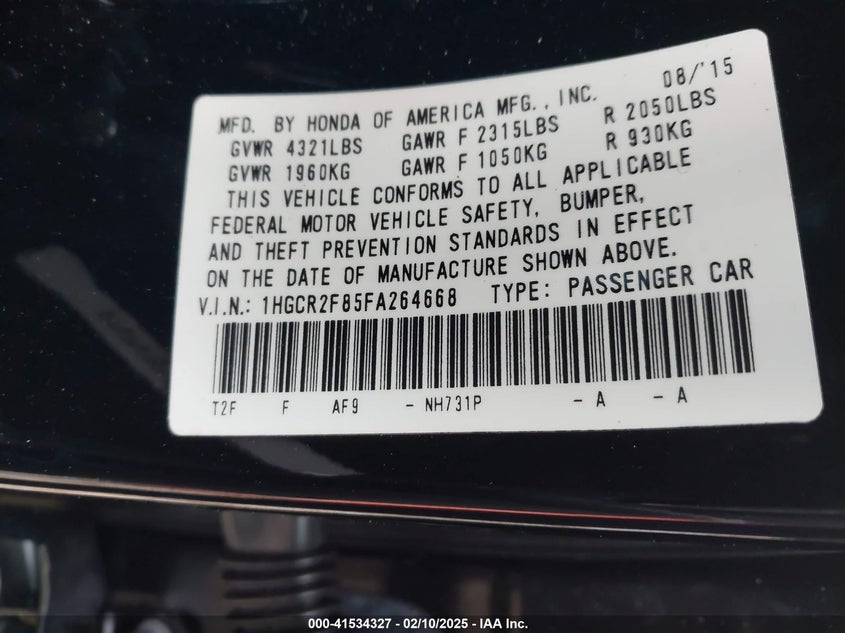 08/'15
MFD. BY HONDA OF AMERICA MFG., INC.
GVWR 4321LBS GAWR F 2315LBS R 2050LBS
GVWR 1960KG GAWR F 1050KG R 930KG
THIS VEHICLE CONFORMS TO ALL APPLICABLE
FEDERAL MOTOR VEHICLE SAFETY, BUMPER,
AND THEFT PREVENTION STANDARDS IN EFFECT
ON THE DATE OF MANUFACTURE SHOWN ABOVE.
V.I.N.: 1HGCR2F85FA264668 TYPE: PASSENGER CAR
T2F F AF9 - NH731P - A - A
000-41534327 - 02/10/2025 - IAA Inc.